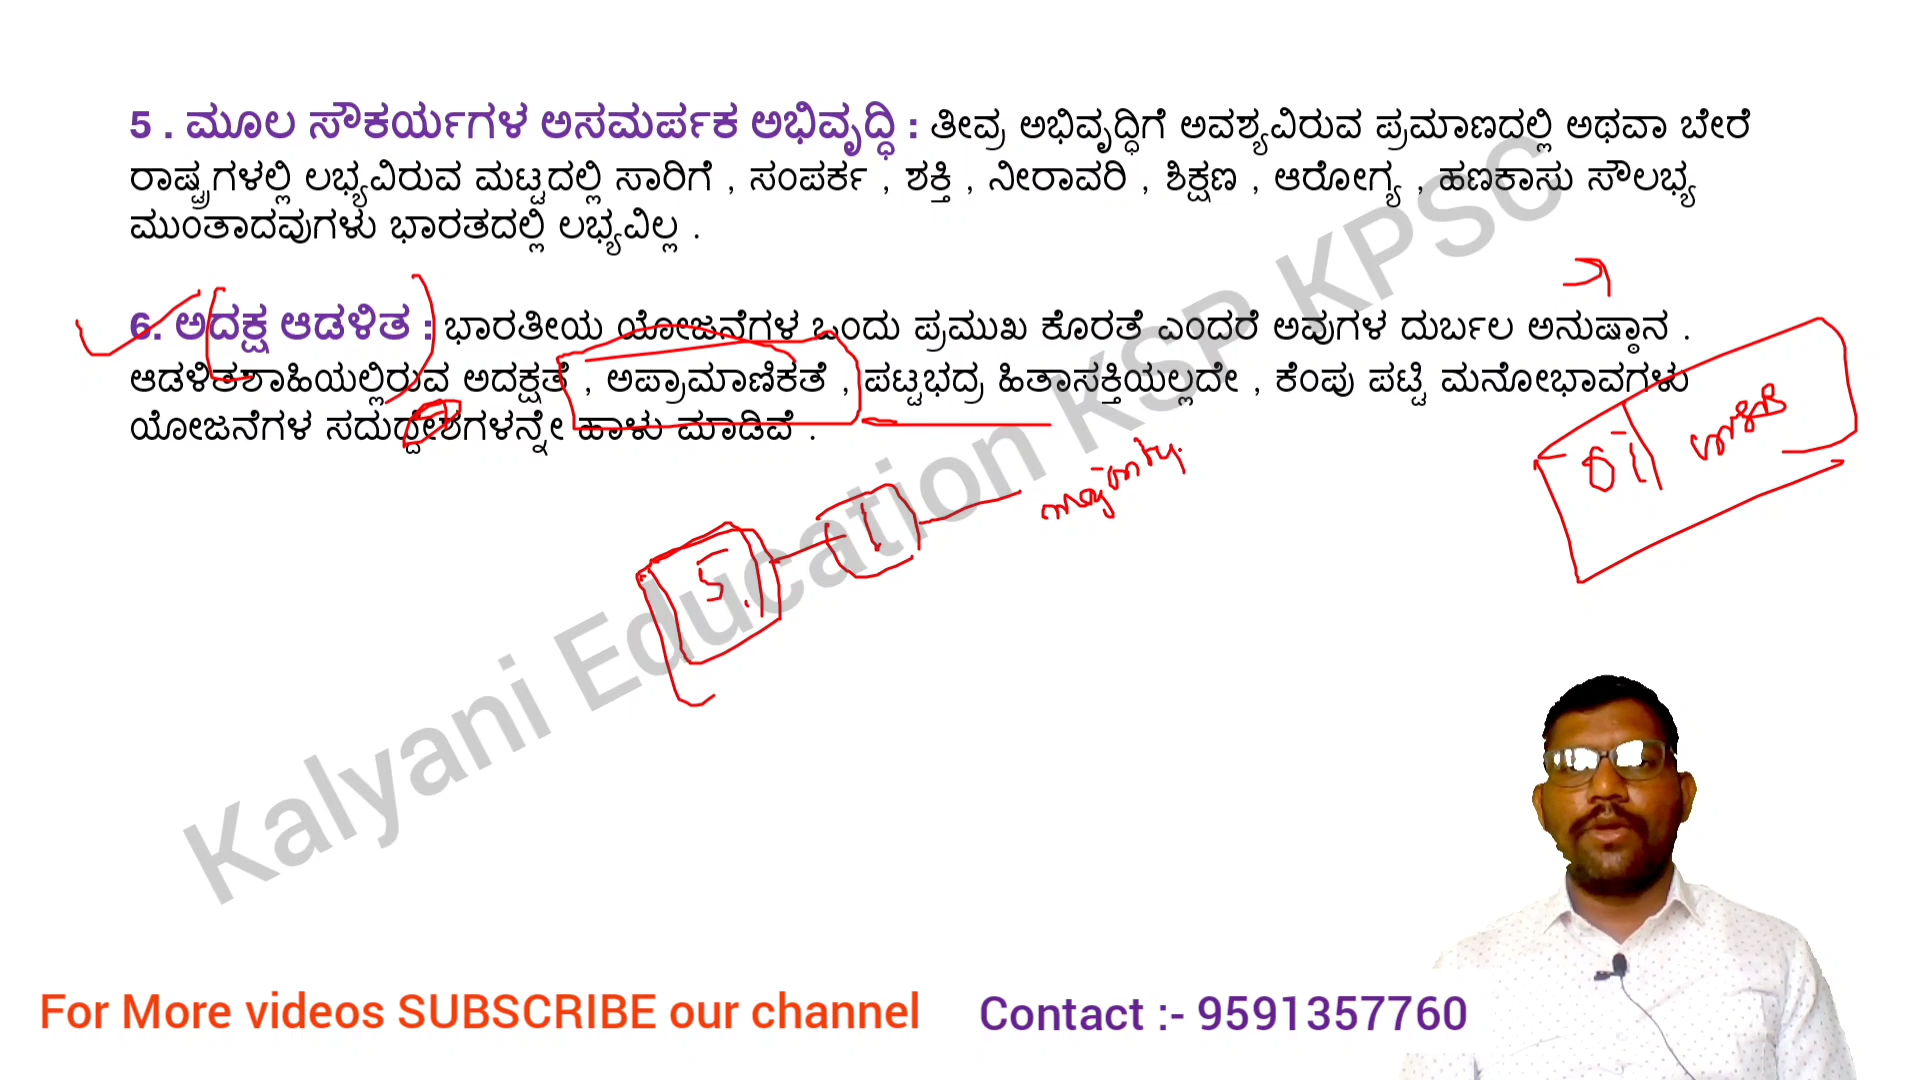 5 . ಮೂಲ ಸೌಕರ್ಯಗಳ ಅಸಮರ್ಪಕ ಅಭಿವೃದ್ಧಿ : ತೀವ್ರ ಅಭಿವೃದ್ಧಿಗೆ ಅವಶ್ಯವಿರುವ ಪ್ರಮಾಣದಲ್ಲಿ ಅಥವಾ ಬೇರೆ
ರಾಷ್ಟ್ರಗಳಲ್ಲಿ ಲಭ್ಯವಿರುವ ಮಟ್ಟದಲ್ಲಿ ಸಾರಿಗೆ , ಸಂಪರ್ಕ , ಶಕ್ತಿ , ನೀರಾವರಿ , ಶಿಕ್ಷಣ , ಆರೋಗ್ಯ , ಹಣಕಾಸು ಸೌಲಭ್ಯ
ಮುಂತಾದವುಗಳು ಭಾರತದಲ್ಲಿ ಲಭ್ಯವಿಲ್ಲ .
6. ಅದಕ್ಷ ಆಡಳಿತ : ಭಾರತೀಯ ಯೋಜನೆಗಳ ಒಂದು ಪ್ರಮುಖ ಕೊರತೆ ಎಂದರೆ ಅವುಗಳ ದುರ್ಬಲ ಅನುಷ್ಠಾನ .
ಆಡಳಿತಶಾಹಿಯಲ್ಲಿರುವ ಅದಕ್ಷತೆ , ಅಪ್ರಾಮಾಣಿಕತೆ , ಪಟ್ಟಭದ್ರ ಹಿತಾಸಕ್ತಿಯಲ್ಲದೇ , ಕೆಂಪು ಪಟ್ಟಿ ಮನೋಭಾವಗಳು
ಯೋಜನೆಗಳ ಸದುದ್ದೇಶಗಳನ್ನೇ ಹಾಳು ಮಾಡಿವೆ .
oil
majority.
5. 1
Kalyani Education KSP KPSC
For More videos SUBSCRIBE our channel
Contact :- 9591357760